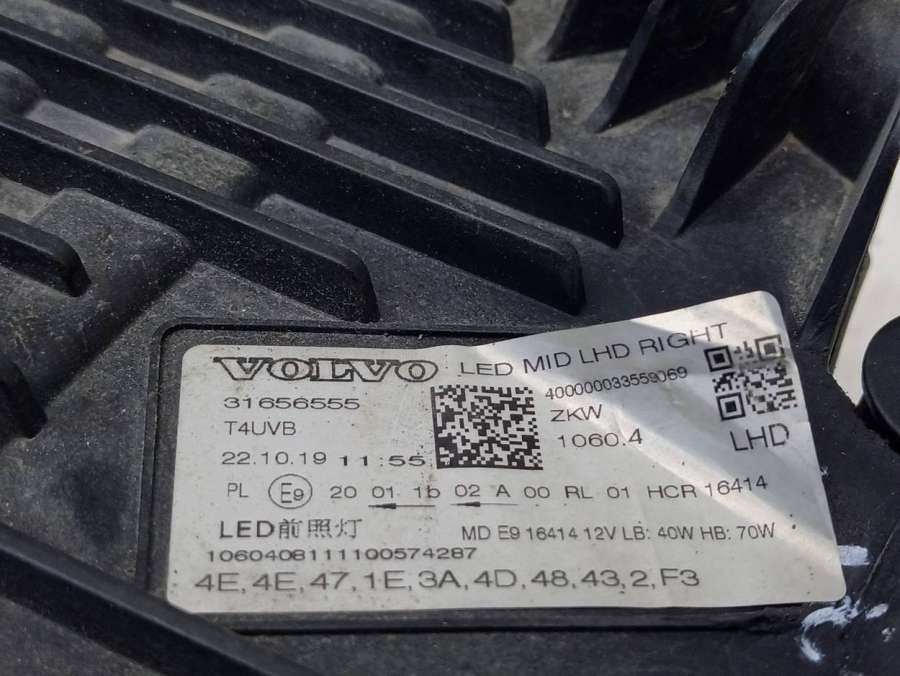 VOLVO LED MID LHD RIGHT
31656555
400000033559069
T4UVB
ZKW
22.10.19 11:55
1060.4
LHD
PL E9 20 01 1b 02 A 00 RL 01 HCR 16414
LED前照灯
MD E9 16414 12V LB: 40W HB: 70W
1060408111100574287
4E,4E,47,1E,3A,4D,48,43,2,F3